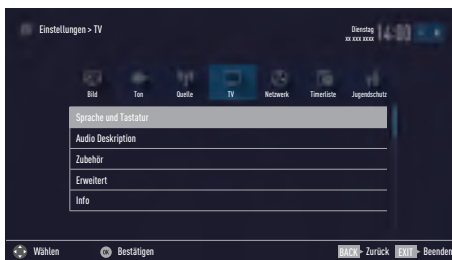 Einstellungen > TV
Dienstag
xx xxx xxxx
14:00
Bild Ton Quelle TV Netzwerk Timerliste Jugendschutz
Sprache und Tastatur
Audio Deskription
Zubehör
Erweitert
Info
Wählen OK Bestätigen BACK ▸ Zurück EXIT ▸ Beenden